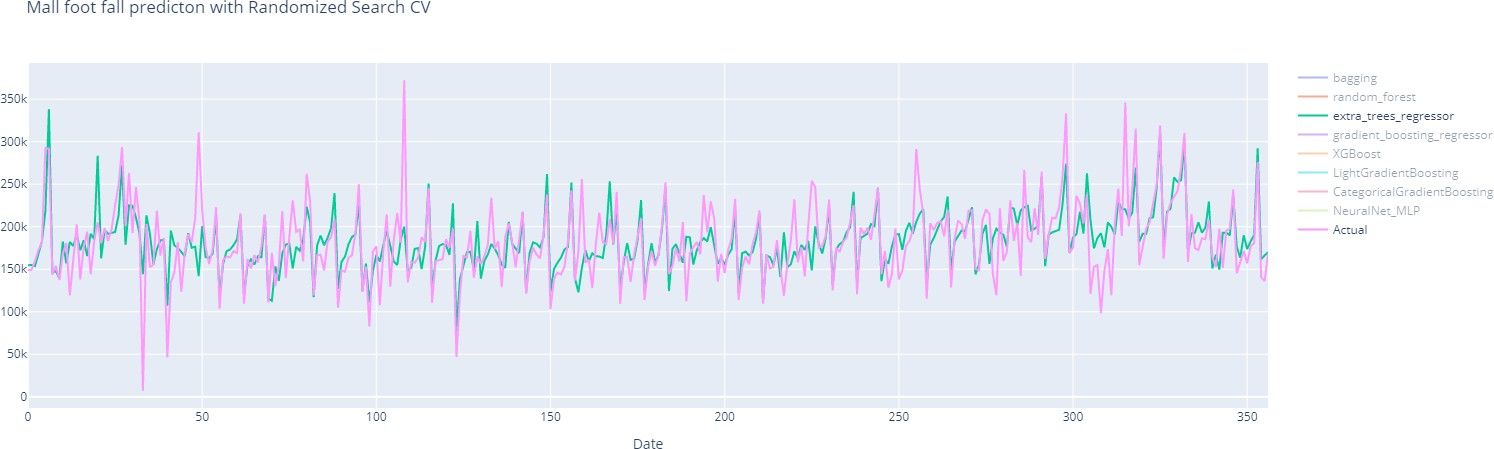 Mall foot fall predicton with Randomized Search CV
350k
300k
250k
200k
150k
100k
50k
0
0 50 100 150 200 250 300 350
Date
bagging
random_forest
extra_trees_regressor
gradient_boosting_regressor
XGBoost
LightGradientBoosting
CategoricalGradientBoosting
NeuralNet_MLP
Actual